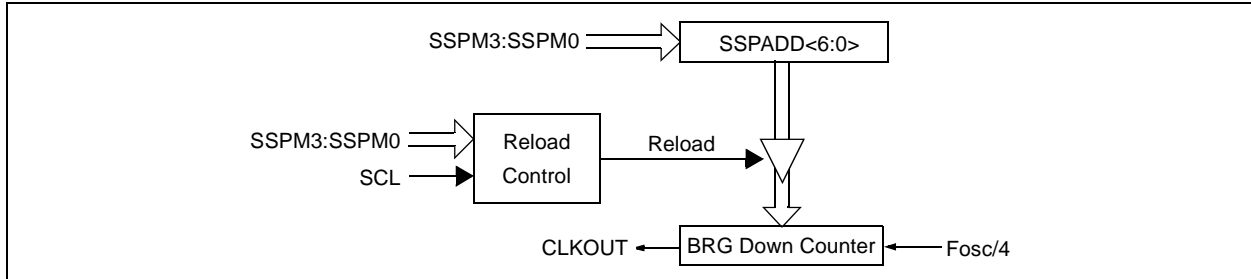 SSPM3:SSPM0
SSPADD<6:0>
SSPM3:SSPM0
SCL
Reload
Control
Reload
CLKOUT
BRG Down Counter
Fosc/4